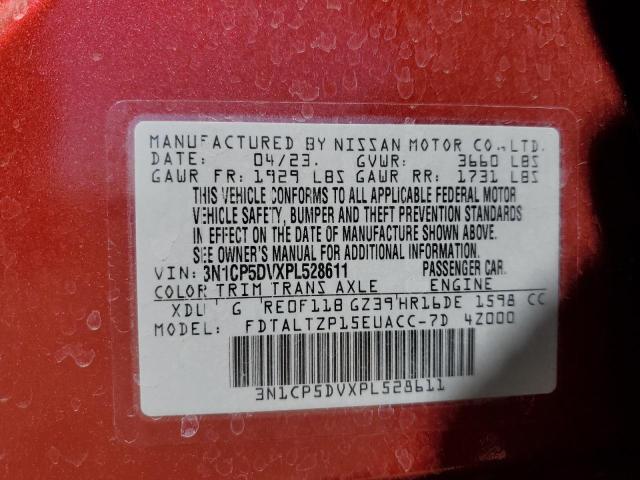 MANUFACTURED BY NISSAN MOTOR CO., LTD.
DATE: 04/23. GVWR: 3660 LBS
GAWR FR: 1929 LBS GAWR RR: 1731 LBS
THIS VEHICLE CONFORMS TO ALL APPLICABLE FEDERAL MOTOR
VEHICLE SAFETY, BUMPER AND THEFT PREVENTION STANDARDS
IN EFFECT ON THE DATE OF MANUFACTURE SHOWN ABOVE.
SEE OWNER'S MANUAL FOR ADDITIONAL INFORMATION.
VIN: 3N1CP5DVXPL528611 PASSENGER CAR.
COLOR TRIM TRANS AXLE ENGINE
G RE0F11B GZ39 HR16DE 1598 CC
MODEL: FDTALTZP15EUACC-7D 4Z000
3N1CP5DVXPL528611